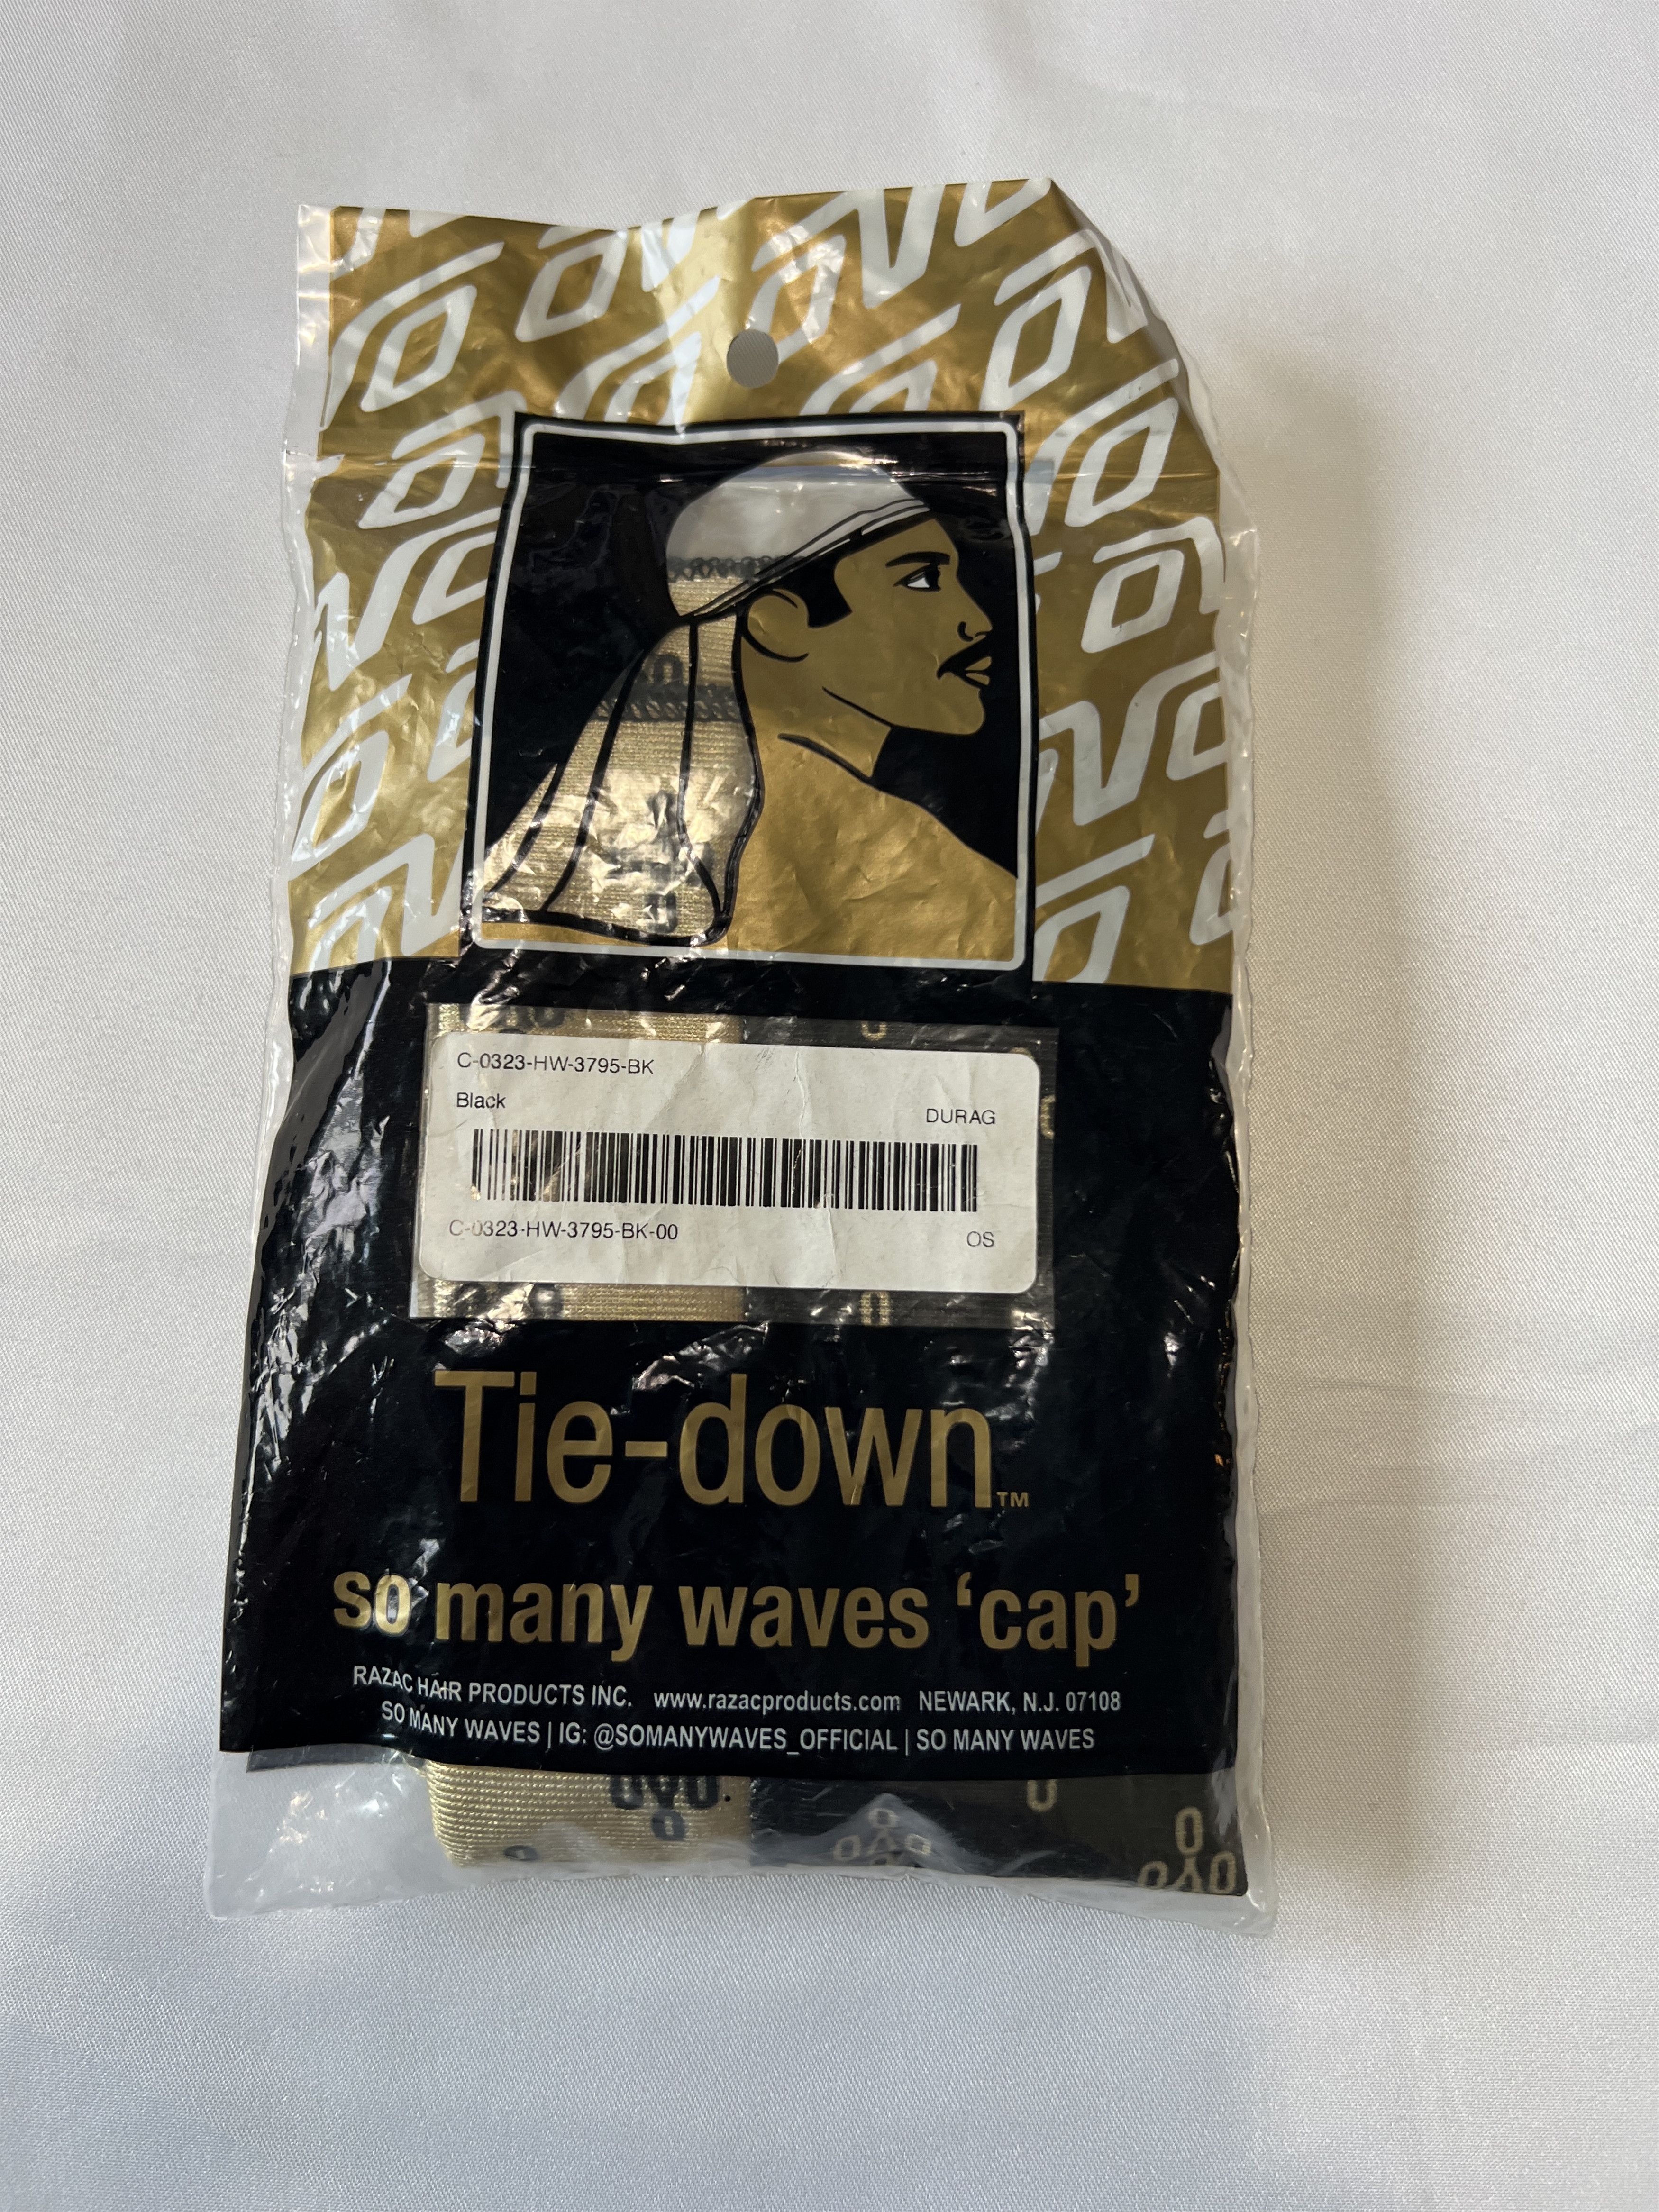 C-0323-HW-3795-BK
Black
DURAG
C-0323-HW-3795-BK-00
OS
Tie-down™
so many waves ‘cap’
RAZAC HAIR PRODUCTS INC. www.razacproducts.com NEWARK, N.J. 07108
SO MANY WAVES | IG: @SOMANYWAVES_OFFICIAL | SO MANY WAVES
OVO